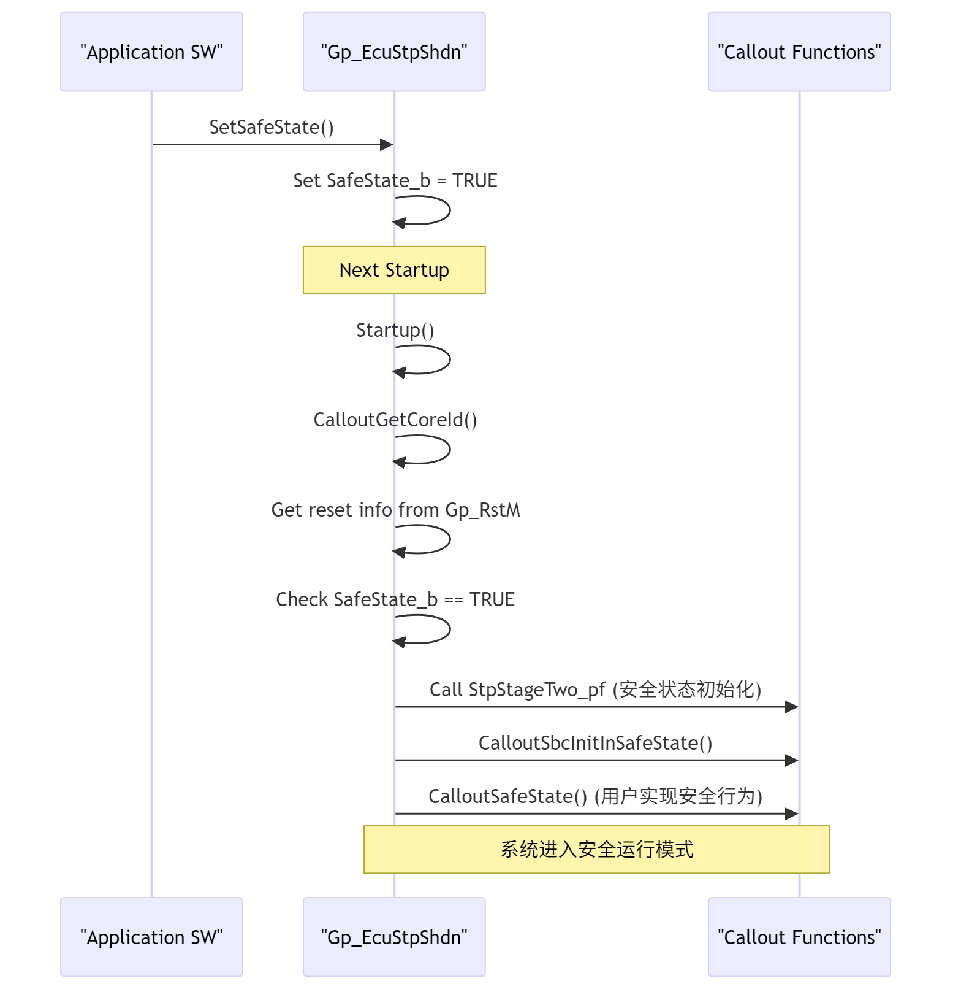 "Application SW"
"Gp_EcuStpShdn"
"Callout Functions"
SetSafeState()
Set SafeState_b = TRUE
Next Startup
Startup()
CalloutGetCoreId()
Get reset info from Gp_RstM
Check SafeState_b == TRUE
Call StpStageTwo_pf (安全状态初始化)
CalloutSbcInitInSafeState()
CalloutSafeState() (用户实现安全行为)
系统进入安全运行模式
"Application SW"
"Gp_EcuStpShdn"
"Callout Functions"